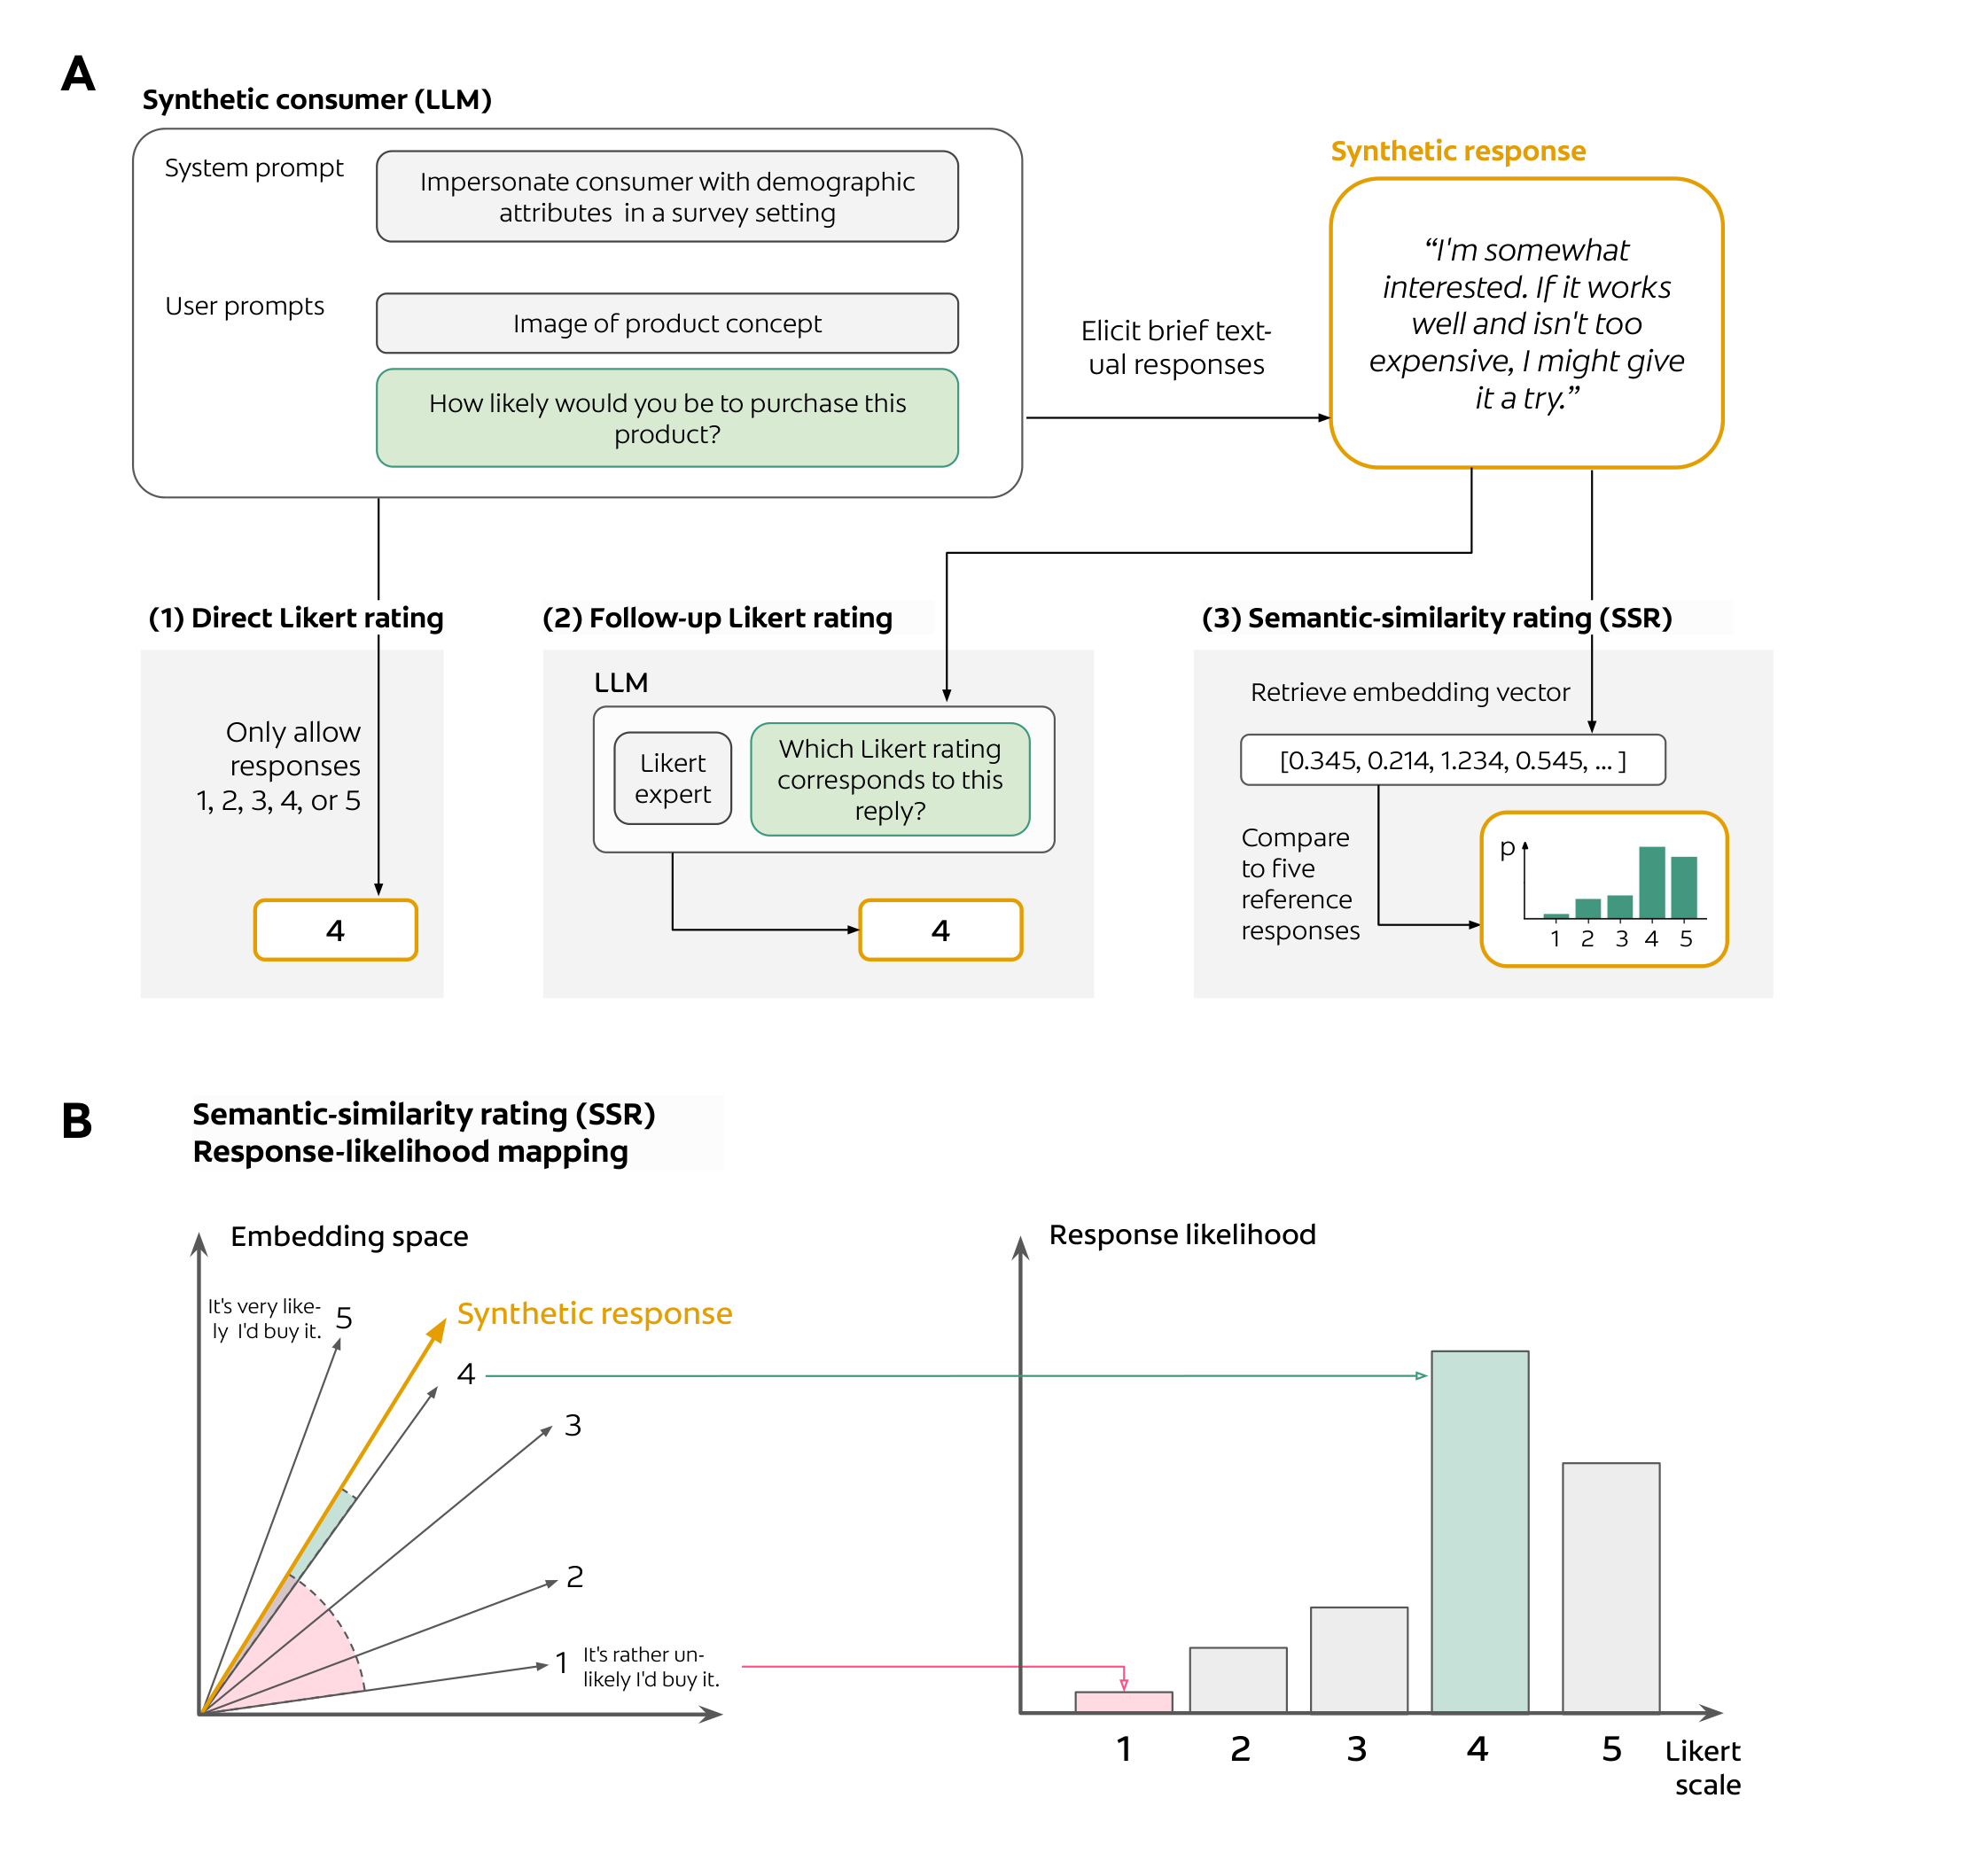 A
Synthetic consumer (LLM)
System prompt
Impersonate consumer with demographic
attributes in a survey setting
User prompts
Image of product concept
How likely would you be to purchase this
product?
Elicit brief text-
ual responses
Synthetic response
“I'm somewhat
interested. If it works
well and isn't too
expensive, I might give
it a try.”
(1) Direct Likert rating
Only allow
responses
1, 2, 3, 4, or 5
4
(2) Follow-up Likert rating
LLM
Likert
expert
Which Likert rating
corresponds to this
reply?
4
(3) Semantic-similarity rating (SSR)
Retrieve embedding vector
[0.345, 0.214, 1.234, 0.545, ... ]
Compare
to five
reference
responses
p
1 2 3 4 5
B
Semantic-similarity rating (SSR)
Response-likelihood mapping
Embedding space
It's very like-
ly I'd buy it.
5
Synthetic response
4
3
2
1
It's rather un-
likely I'd buy it.
Response likelihood
1 2 3 4 5
Likert
scale